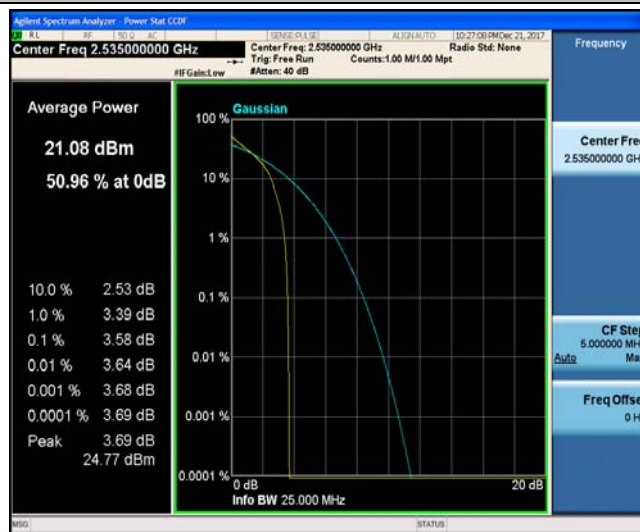 Agilent Spectrum Analyzer - Power Stat CCDF
RL RF 50 Ω AC SENSE:PULSE ALIGN AUTO 10:27:08 PM Dec 21, 2017
Center Freq 2.535000000 GHz
Center Freq: 2.535000000 GHz Radio Std: None
Trig: Free Run Counts:1.00 M/1.00 Mpt
#IFGain:Low #Atten: 40 dB
Average Power
21.08 dBm
50.96 % at 0dB
10.0 % 2.53 dB
1.0 % 3.39 dB
0.1 % 3.58 dB
0.01 % 3.64 dB
0.001 % 3.68 dB
0.0001 % 3.69 dB
Peak 3.69 dB
24.77 dBm
Gaussian
100 %
10 %
1 %
0.1 %
0.01 %
0.001 %
0.0001 %
0 dB 20 dB
Info BW 25.000 MHz
Frequency
Center Fre
2.535000000 GH
CF Step
5.000000 MH
Auto Ma
Freq Offse
0 H
MSG STATUS